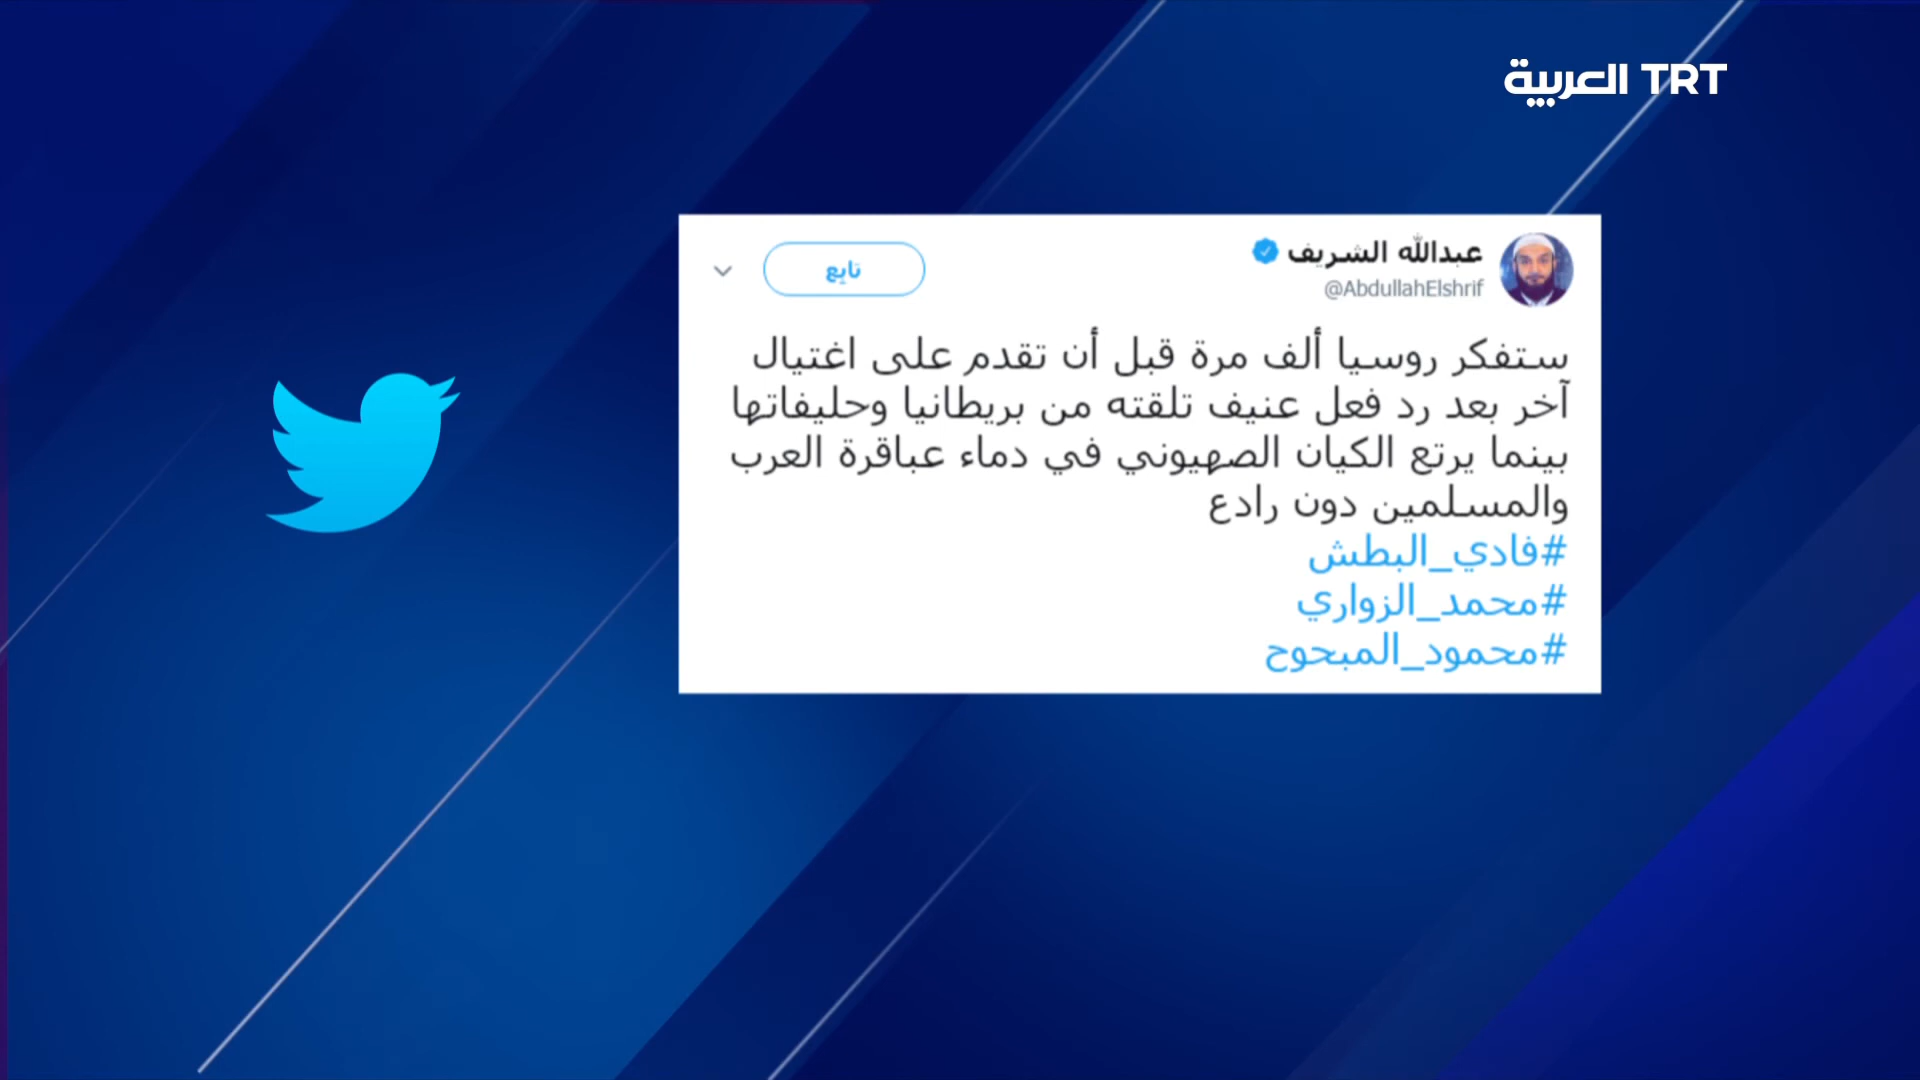 TRT العربية
عبدالله الشريف
@AbdullahElshrif
تابع
ستفكر روسيا ألف مرة قبل أن تقدم على اغتيال
آخر بعد رد فعل عنيف تلقته من بريطانيا وحليفاتها
بينما يرتع الكيان الصهيوني في دماء عباقرة العرب
والمسلمين دون رادع
#فادي_البطش
#محمد_الزواري
#محمود_المبحوح